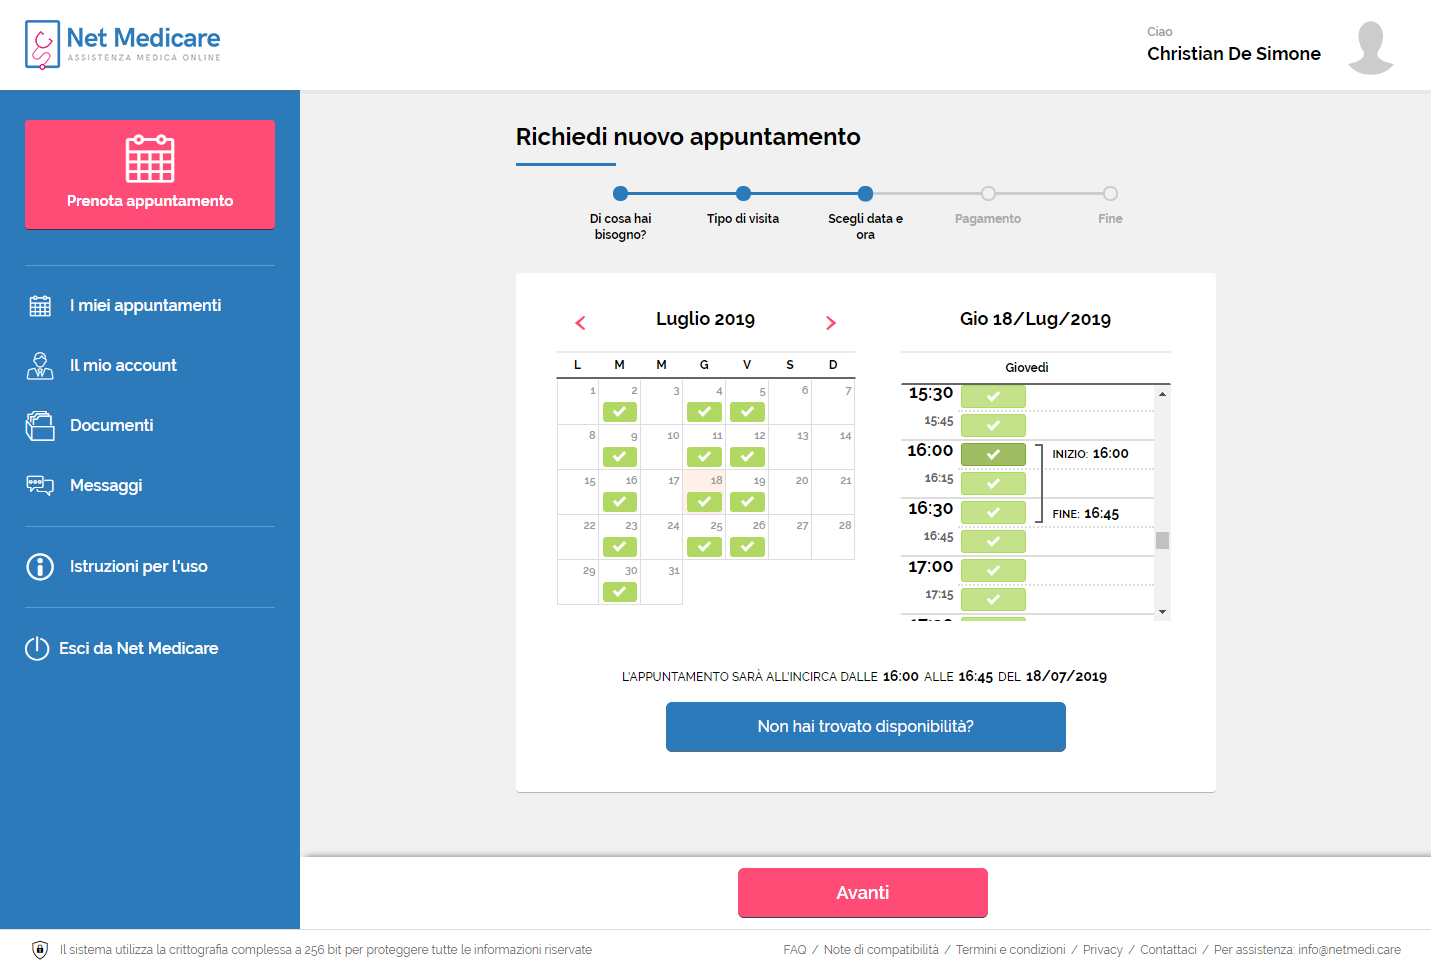 Net Medicare
ASSISTENZA MEDICA ONLINE
Ciao
Christian De Simone
Prenota appuntamento
I miei appuntamenti
Il mio account
Documenti
Messaggi
Istruzioni per l'uso
Esci da Net Medicare
Richiedi nuovo appuntamento
Di cosa hai bisogno?
Tipo di visita
Scegli data e ora
Pagamento
Fine
Luglio 2019
L M M G V S D
1 2 3 4 5 6 7
8 9 10 11 12 13 14
15 16 17 18 19 20 21
22 23 24 25 26 27 28
29 30 31
Gio 18/Lug/2019
Giovedì
15:30
15:45
16:00 INIZIO: 16:00
16:15
16:30 FINE: 16:45
16:45
17:00
17:15
L'APPUNTAMENTO SARÀ ALL'INCIRCA DALLE 16:00 ALLE 16:45 DEL 18/07/2019
Non hai trovato disponibilità?
Avanti
Il sistema utilizza la crittografia complessa a 256 bit per proteggere tutte le informazioni riservate
FAQ / Note di compatibilità / Termini e condizioni / Privacy / Contattaci / Per assistenza: info@netmedi.care